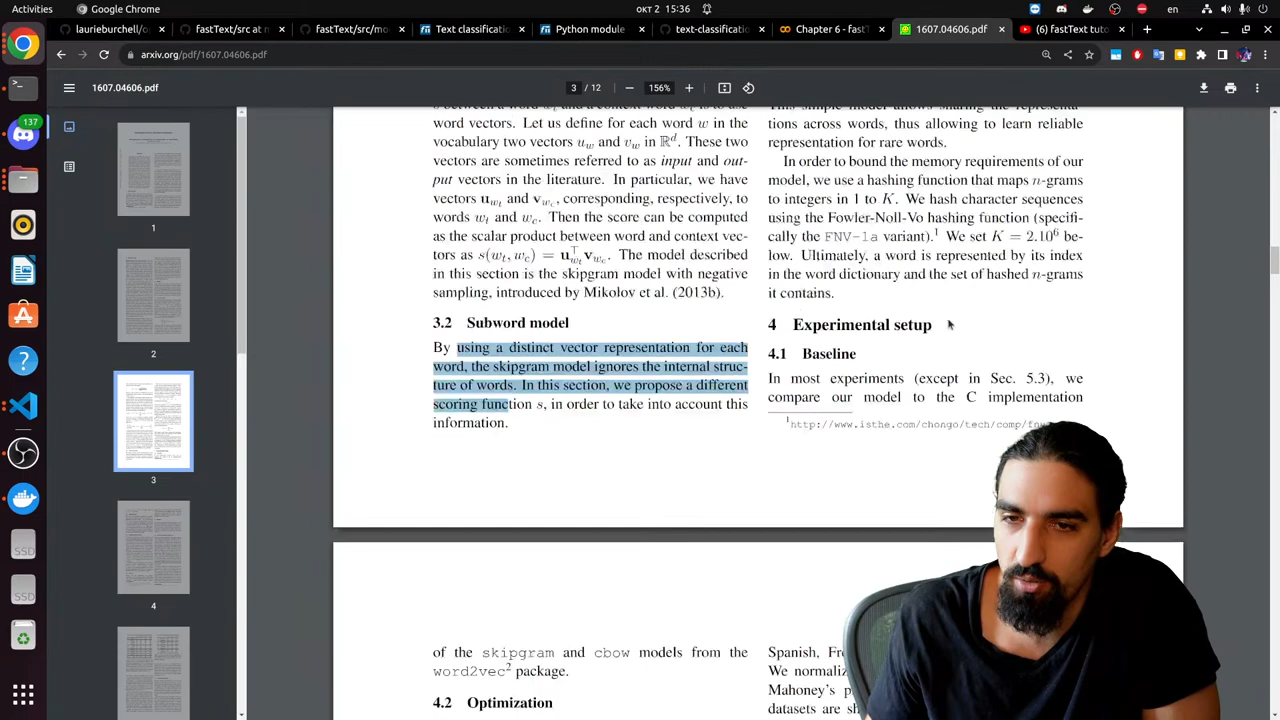 Activities
Google Chrome
окт 2 15:36
en
laurieburchell/op
fastText/src at m
fastText/src/mo
Text classificatio
Python module
text-classificatio
Chapter 6 - fast
1607.04606.pdf
(6) fastText tuto
arxiv.org/pdf/1607.04606.pdf
1607.04606.pdf
3 / 12
156%
137
1
2
3
4
word vectors. Let us define for each word w in the
vocabulary two vectors u_w and v_w in ℝ^d. These two
vectors are sometimes referred to as input and out-
put vectors in the literature. In particular, we have
vectors u_{w_t} and v_{w_c}, corresponding, respectively, to
words w_t and w_c. Then the score can be computed
as the scalar product between word and context vec-
tors as s(w_t, w_c) = u_{w_t}^⊤ v_{w_c}. The model described
in this section is the skipgram model with negative
sampling, introduced by Mikolov et al. (2013b).
3.2 Subword model
By using a distinct vector representation for each
word, the skipgram model ignores the internal struc-
ture of words. In this section, we propose a different
scoring function s, in order to take into account this
information.
tions across words, thus allowing to learn reliable
representation for rare words.
In order to bound the memory requirements of our
model, we use a hashing function that maps n-grams
to integers in 1 to K. We hash character sequences
using the Fowler-Noll-Vo hashing function (specifi-
cally the FNV-1a variant).¹ We set K = 2.10⁶ be-
low. Ultimately, a word is represented by its index
in the word dictionary and the set of hashed n-grams
it contains.
4 Experimental setup
4.1 Baseline
In most experiments (except in Sec. 5.3), we
compare our model to the C implementation
of the skipgram and cbow models from the
word2vec package.
4.2 Optimization
Spanish,
We
Mahoney's
datasets are
SSD
SSD